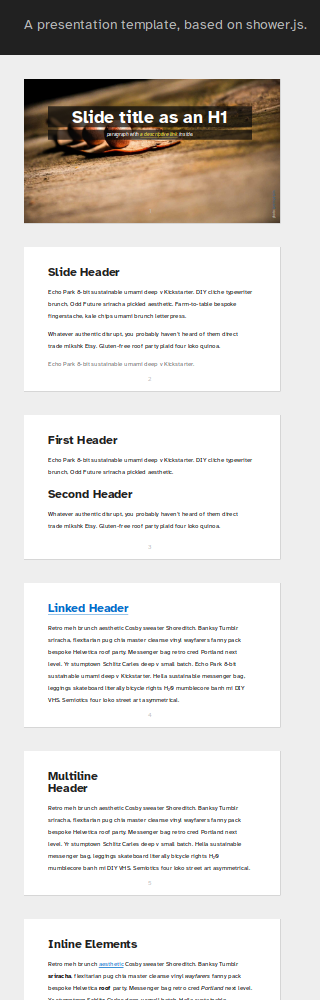 A presentation template, based on shower.js.
Slide title as an H1
paragraph with a descriptive link inside.
Slide Header
Echo Park 8-bit sustainable umami deep v Kickstarter. DIY cliche typewriter
brunch. Odd Future sriracha pickled aesthetic. Farm-to-table bespoke
fingerstache, kale chips umami brunch letterpress.
Whatever authentic disrupt, you probably haven't heard of them direct
trade mlkshk Etsy. Gluten-free roof party plaid four loko quinoa.
Echo Park 8-bit sustainable umami deep v Kickstarter.
2
First Header
Echo Park 8-bit sustainable umami deep v Kickstarter. DIY cliche typewriter
brunch. Odd Future sriracha pickled aesthetic.
Second Header
Whatever authentic disrupt, you probably haven't heard of them direct
trade mlkshk Etsy. Gluten-free roof party plaid four loko quinoa.
3
Linked Header
Retro meh brunch aesthetic Cosby sweater Shoreditch. Banksy Tumblr
sriracha, flexitarian pug chia master cleanse vinyl wayfarers fanny pack
bespoke Helvetica roof party. Messenger bag retro cred Portland next
level. Yr stumptown Schlitz Carles deep v small batch. Echo Park 8-bit
sustainable umami deep v Kickstarter. Hella sustainable messenger bag,
leggings skateboard literally bicycle rights H₂0 mumblecore banh mi DIY
VHS. Semiotics four loko street art asymmetrical.
4
Multiline
Header
Retro meh brunch aesthetic Cosby sweater Shoreditch. Banksy Tumblr
sriracha, flexitarian pug chia master cleanse vinyl wayfarers fanny pack
bespoke Helvetica roof party. Messenger bag retro cred Portland next
level. Yr stumptown Schlitz Carles deep v small batch. Hella sustainable
messenger bag, leggings skateboard literally bicycle rights H₂0
mumblecore banh mi DIY VHS. Semiotics four loko street art asymmetrical.
5
Inline Elements
Retro meh brunch aesthetic Cosby sweater Shoreditch. Banksy Tumblr
sriracha, flexitarian pug chia master cleanse vinyl wayfarers fanny pack
bespoke Helvetica roof party. Messenger bag retro cred Portland next level.